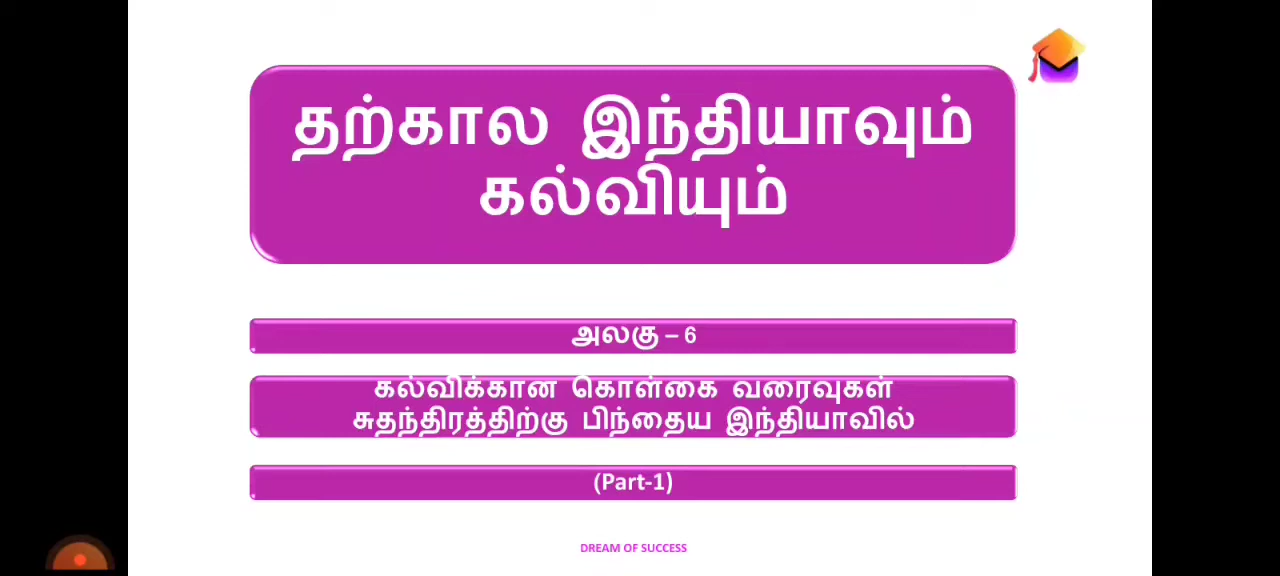 தற்கால இந்தியாவும்
கல்வியும்
அலகு – 6
கல்விக்கான கொள்கை வரைவுகள்
சுதந்திரத்திற்கு பிந்தைய இந்தியாவில்
(Part-1)
DREAM OF SUCCESS